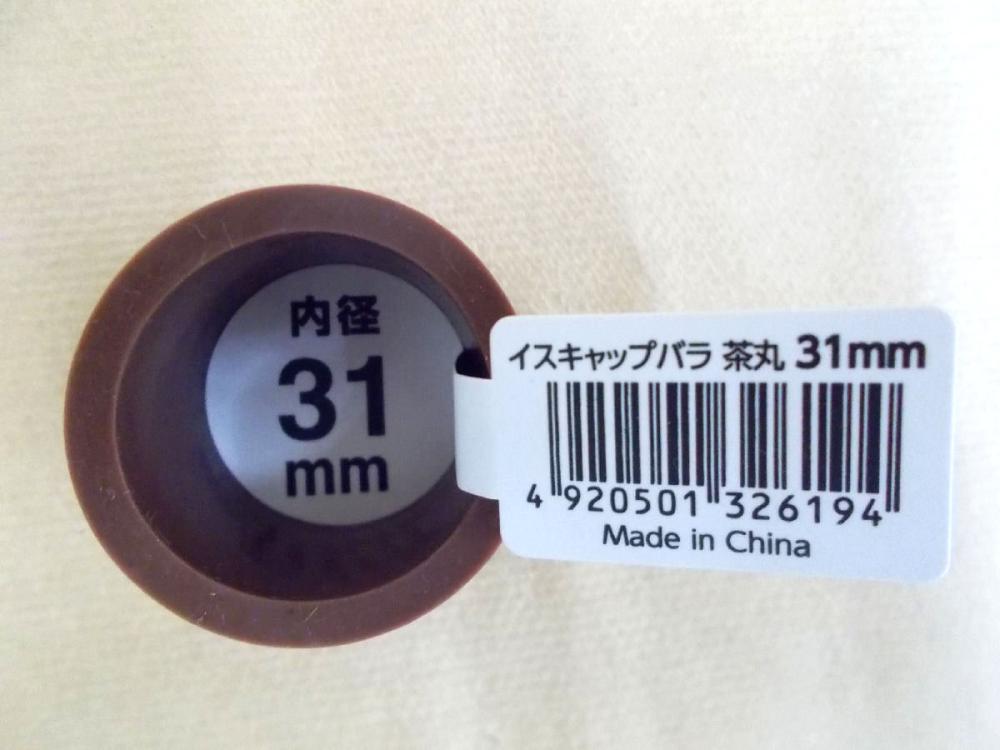 内径
31
mm
イスキャップバラ 茶丸 31mm
4 920501 326194
Made in China